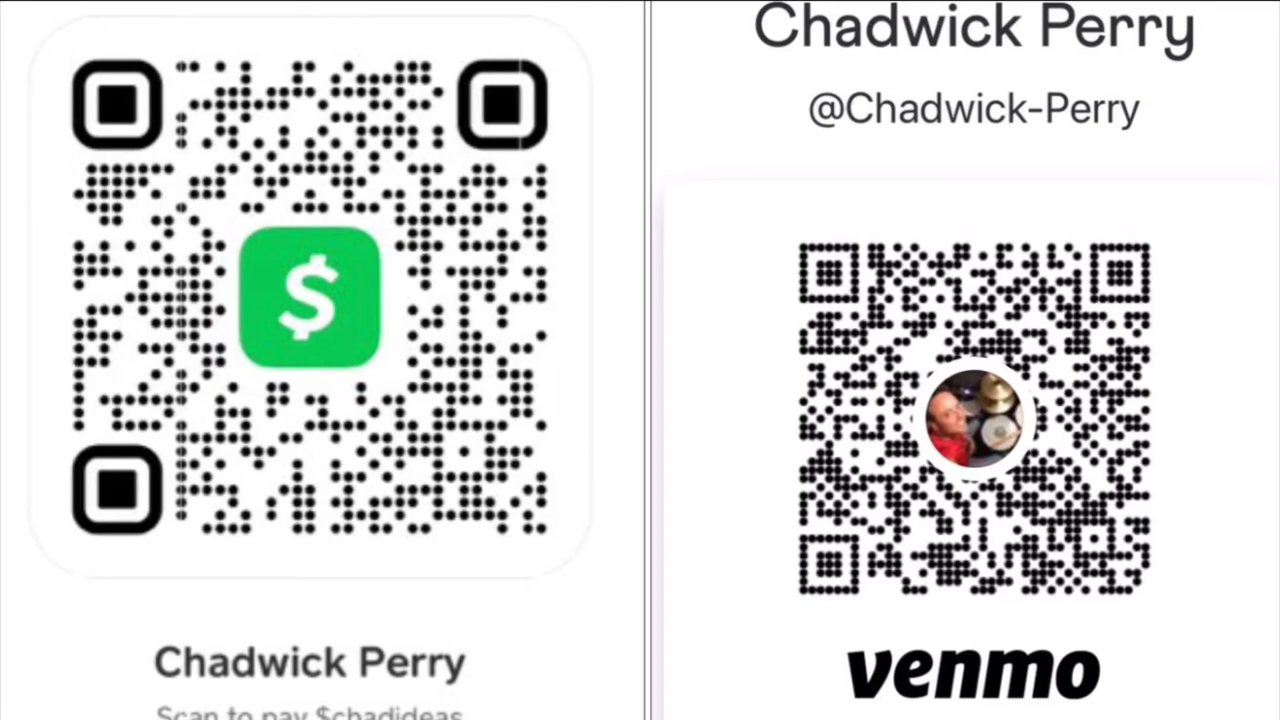 $
Chadwick Perry
Scan to pay $chadideas
Chadwick Perry
@Chadwick-Perry
venmo